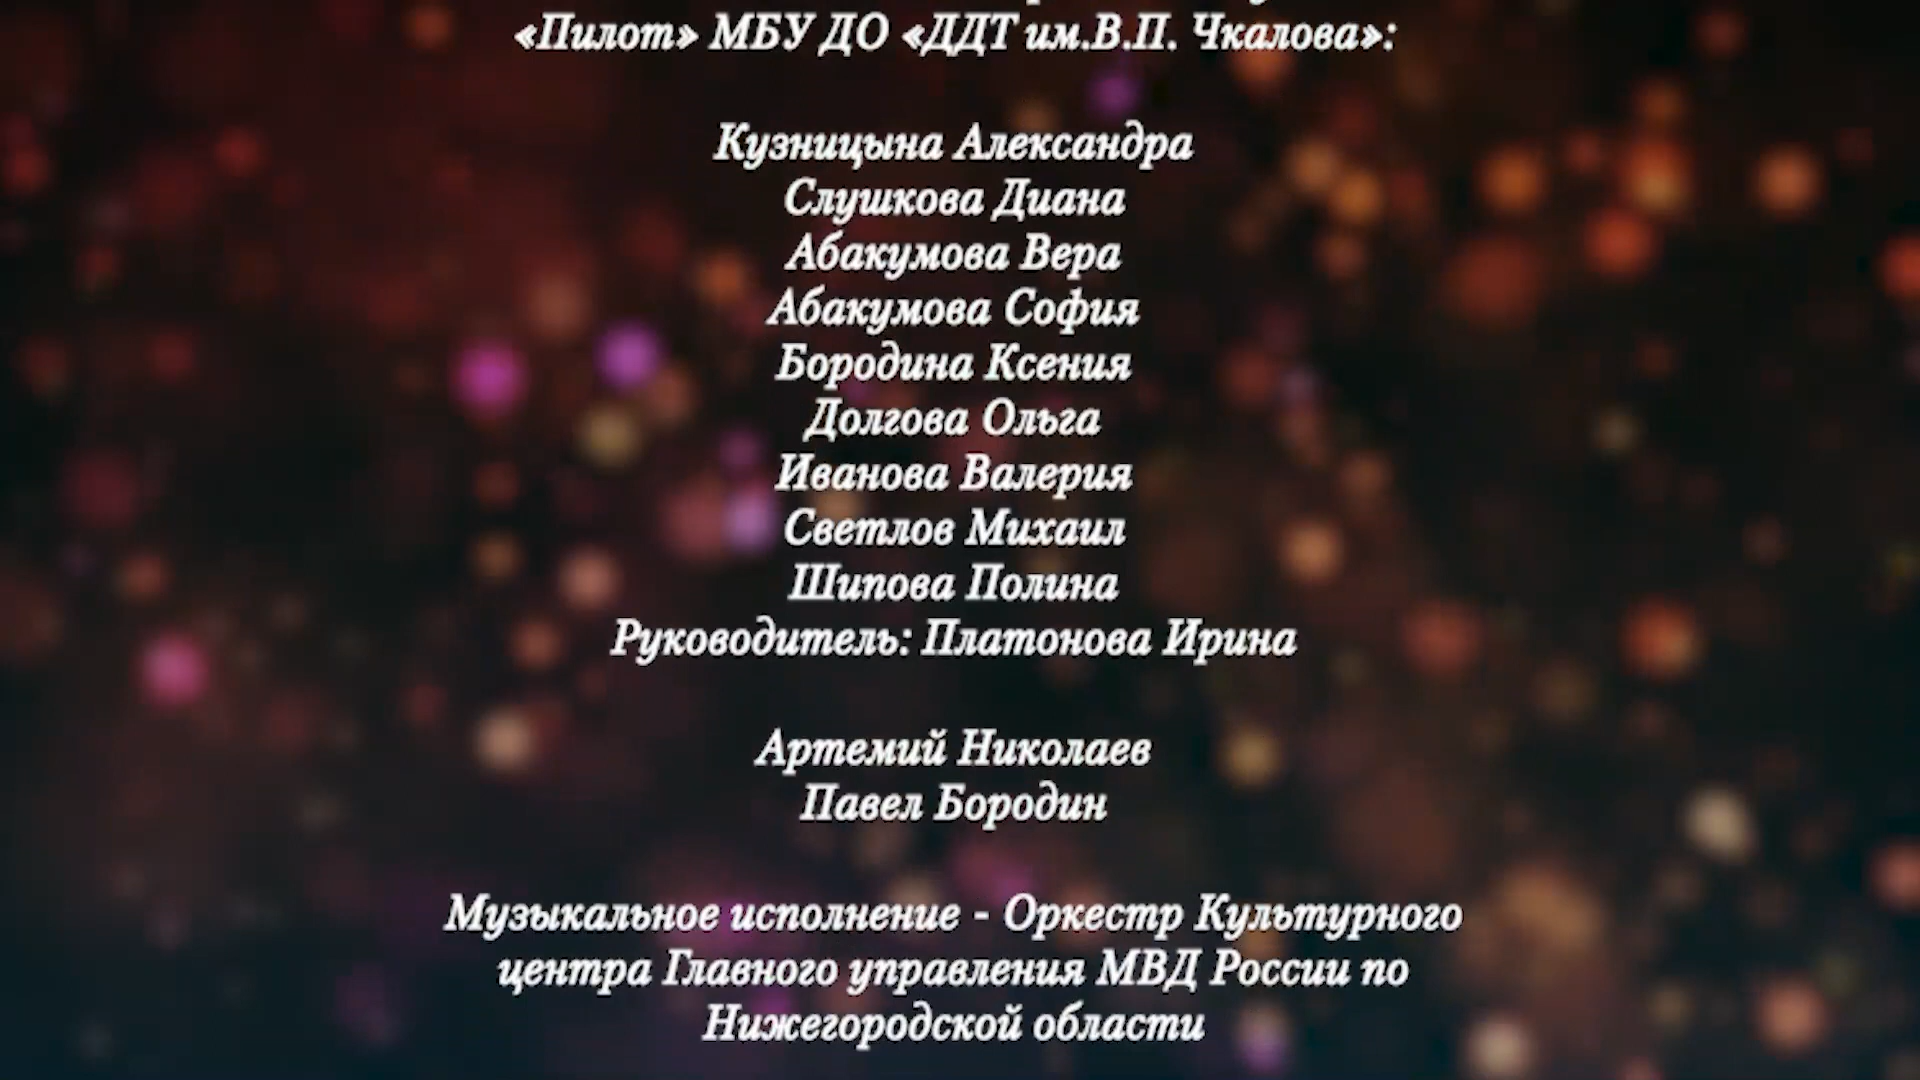 «Пилот» МБУ ДО «ДДТ им.В.П. Чкалова»:
Кузницына Александра
Слушкова Диана
Абакумова Вера
Абакумова София
Бородина Ксения
Долгова Ольга
Иванова Валерия
Светлов Михаил
Шипова Полина
Руководитель: Платонова Ирина
Артемий Николаев
Павел Бородин
Музыкальное исполнение - Оркестр Культурного
центра Главного управления МВД России по
Нижегородской области